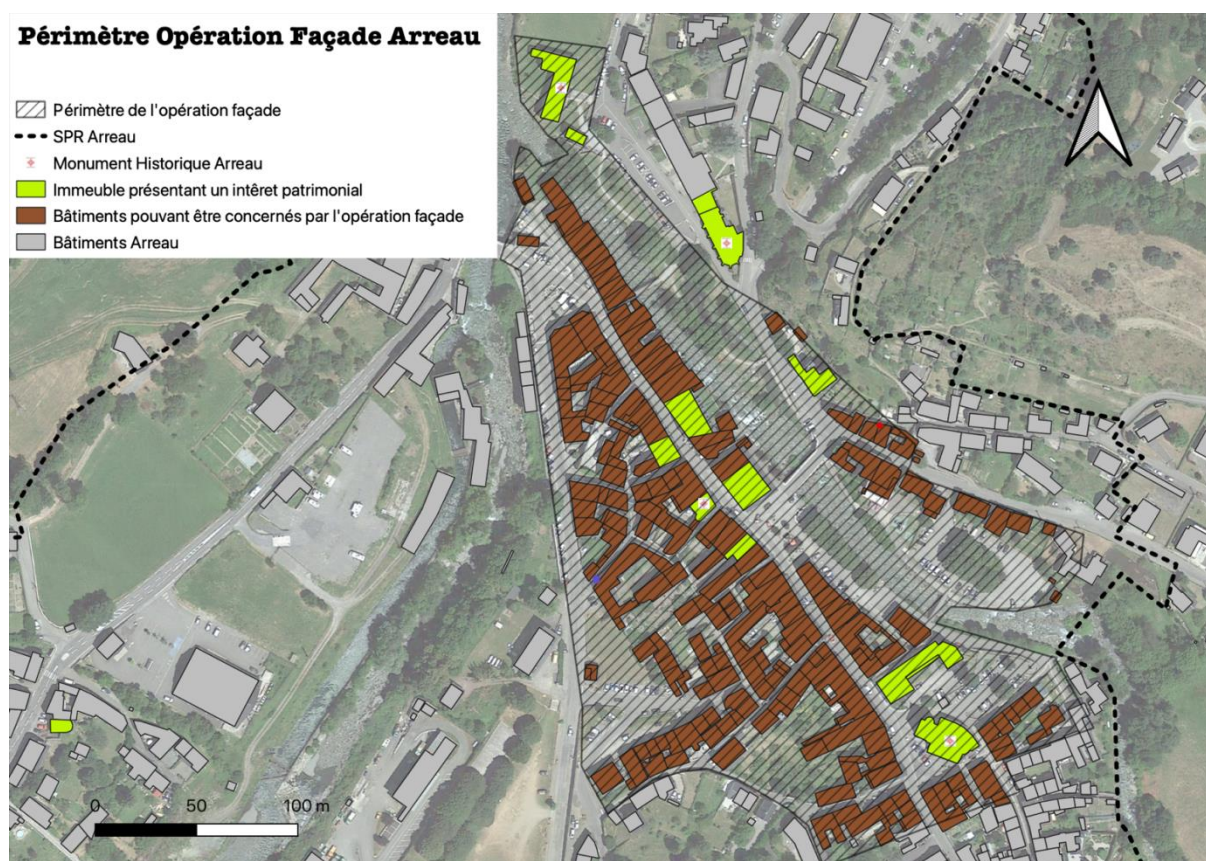 Périmètre Opération Façade Arreau
Périmètre de l'opération façade
SPR Arreau
Monument Historique Arreau
Immeuble présentant un intêret patrimonial
Bâtiments pouvant être concernés par l'opération façade
Bâtiments Arreau
0 50 100 m